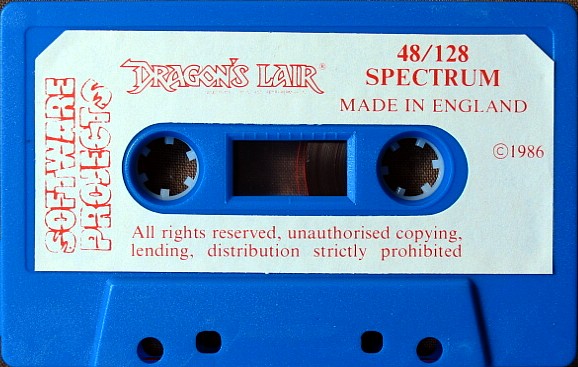 SOFTWARE
PROJECTS
DRAGON'S LAIR®
48/128
SPECTRUM
MADE IN ENGLAND
©1986
All rights reserved, unauthorised copying,
lending, distribution strictly prohibited